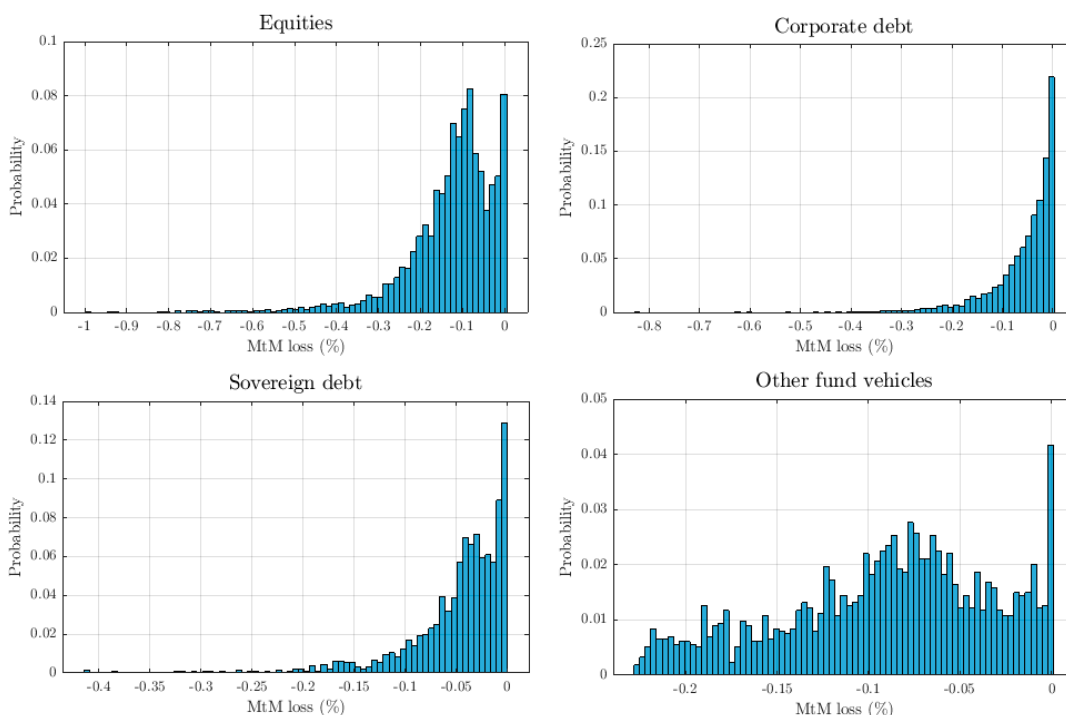 Equities
0.1
0.08
0.06
0.04
0.02
0
Probability
-1 -0.9 -0.8 -0.7 -0.6 -0.5 -0.4 -0.3 -0.2 -0.1 0
MtM loss (%)
Corporate debt
0.25
0.2
0.15
0.1
0.05
0
Probability
-0.8 -0.7 -0.6 -0.5 -0.4 -0.3 -0.2 -0.1 0
MtM loss (%)
Sovereign debt
0.14
0.12
0.1
0.08
0.06
0.04
0.02
0
Probability
-0.4 -0.35 -0.3 -0.25 -0.2 -0.15 -0.1 -0.05 0
MtM loss (%)
Other fund vehicles
0.05
0.04
0.03
0.02
0.01
0
Probability
-0.2 -0.15 -0.1 -0.05 0
MtM loss (%)